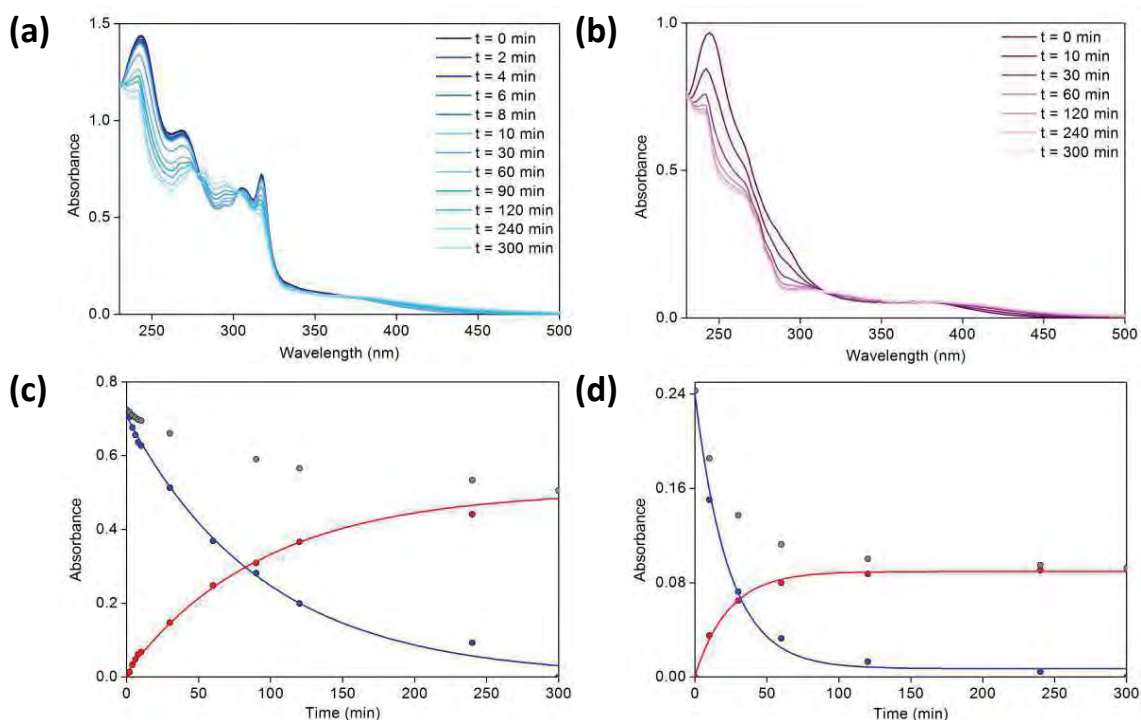 (a)
1.5
1.0
0.5
0.0
Absorbance
250 300 350 400 450 500
Wavelength (nm)
t = 0 min
t = 2 min
t = 4 min
t = 6 min
t = 8 min
t = 10 min
t = 30 min
t = 60 min
t = 90 min
t = 120 min
t = 240 min
t = 300 min
(b)
1.0
0.5
0.0
Absorbance
250 300 350 400 450 500
Wavelength (nm)
t = 0 min
t = 10 min
t = 30 min
t = 60 min
t = 120 min
t = 240 min
t = 300 min
(c)
0.8
0.6
0.4
0.2
0.0
Absorbance
0 50 100 150 200 250 300
Time (min)
(d)
0.24
0.16
0.08
0.00
Absorbance
0 50 100 150 200 250 300
Time (min)